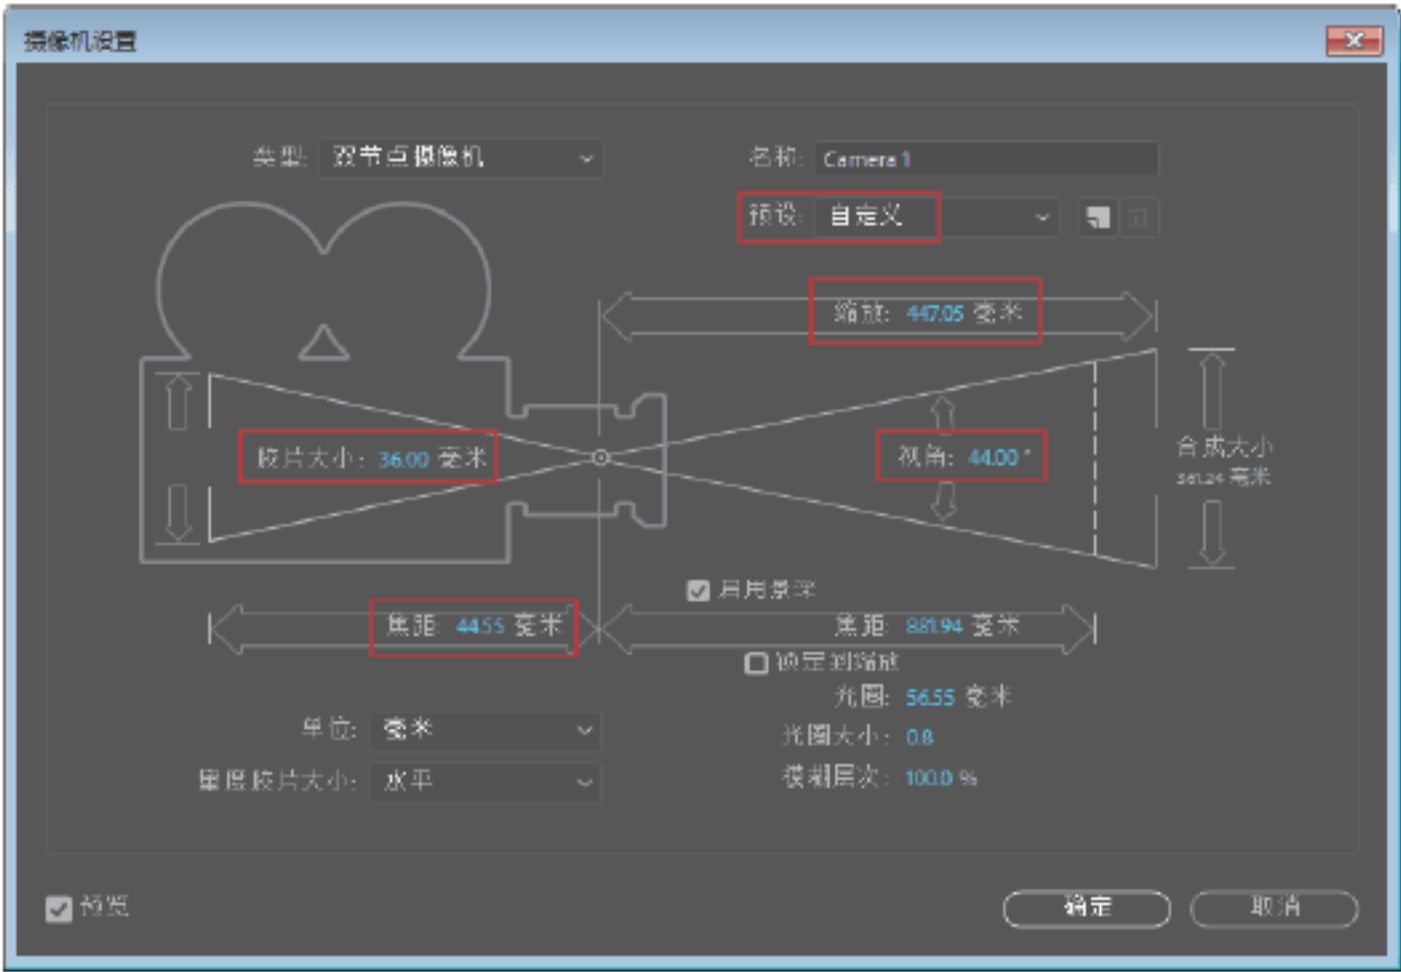 摄像机设置
类型: 双节点摄像机
名称: Camera 1
预设: 自定义
缩放: 447.05 毫米
胶片大小: 36.00 毫米
视角: 44.00 °
合成大小
361.24 毫米
启用景深
焦距: 44.55 毫米
焦距: 881.94 毫米
锁定到缩放
光圈: 56.55 毫米
单位: 毫米
光圈大小: 0.8
量度胶片大小: 水平
模糊层次: 100.0 %
预览
确定
取消